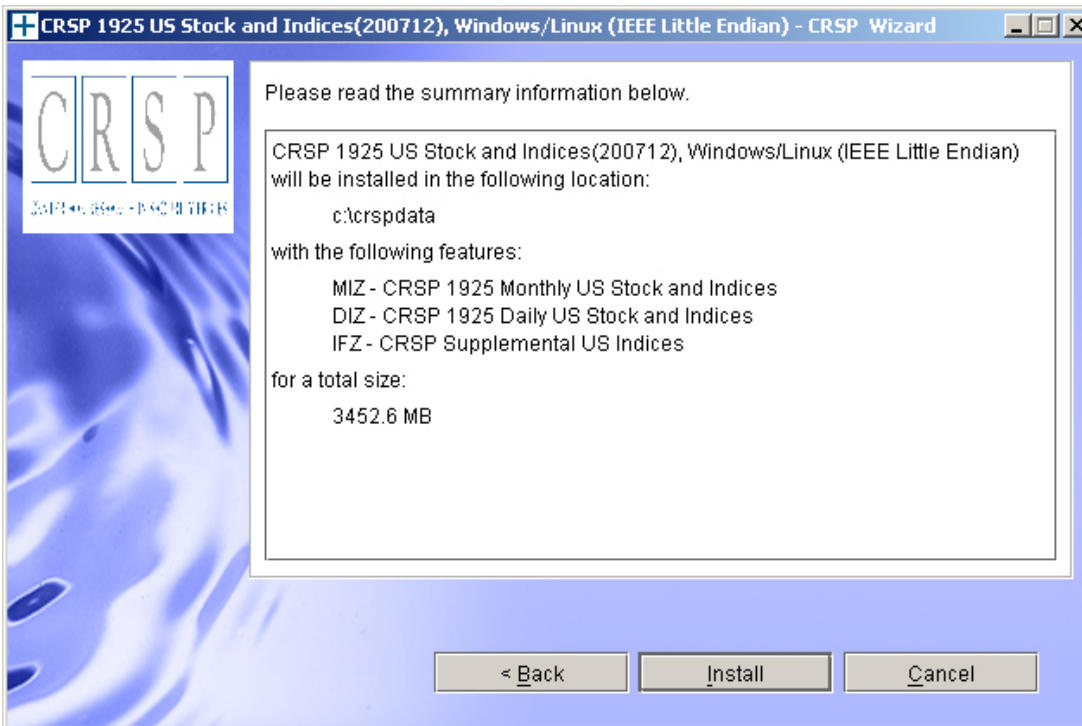 CRSP 1925 US Stock and Indices(200712), Windows/Linux (IEEE Little Endian) - CRSP Wizard
CRSP
Please read the summary information below.
CRSP 1925 US Stock and Indices(200712), Windows/Linux (IEEE Little Endian)
will be installed in the following location:
c:\crspdata
with the following features:
MIZ - CRSP 1925 Monthly US Stock and Indices
DIZ - CRSP 1925 Daily US Stock and Indices
IFZ - CRSP Supplemental US Indices
for a total size:
3452.6 MB
< Back
Install
Cancel